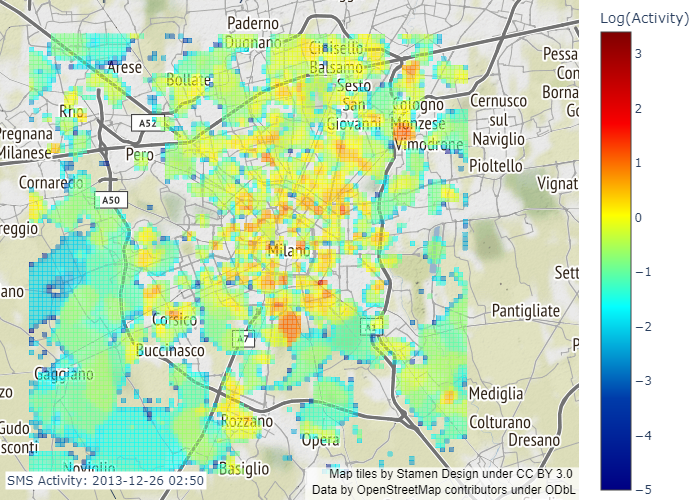 Log(Activity)
Paderno
Dugnano
Cinisello
Balsamo
Arese
Bollate
Sesto
San
Giovanni
Cologno
Monzese
Vimodrone
Cernusco
sul
Naviglio
Pioltello
Pessa
Con
Borna
Go
Vignat
Rho
A52
Pregnana
Milanese
Pero
Cornaredo
A50
reggio
Milano
ano
Sett
Pantigliate
P
Corsico
A7
A1
Buccinasco
Gaggiano
zo
Gudo
sconti
Rozzano
Opera
Mediglia
Colturano
Dresano
Noviglio
Basiglio
SMS Activity: 2013-12-26 02:50
Map tiles by Stamen Design under CC BY 3.0
Data by OpenStreetMap contributors under ODbL
3
2
1
0
−1
−2
−3
−4
−5